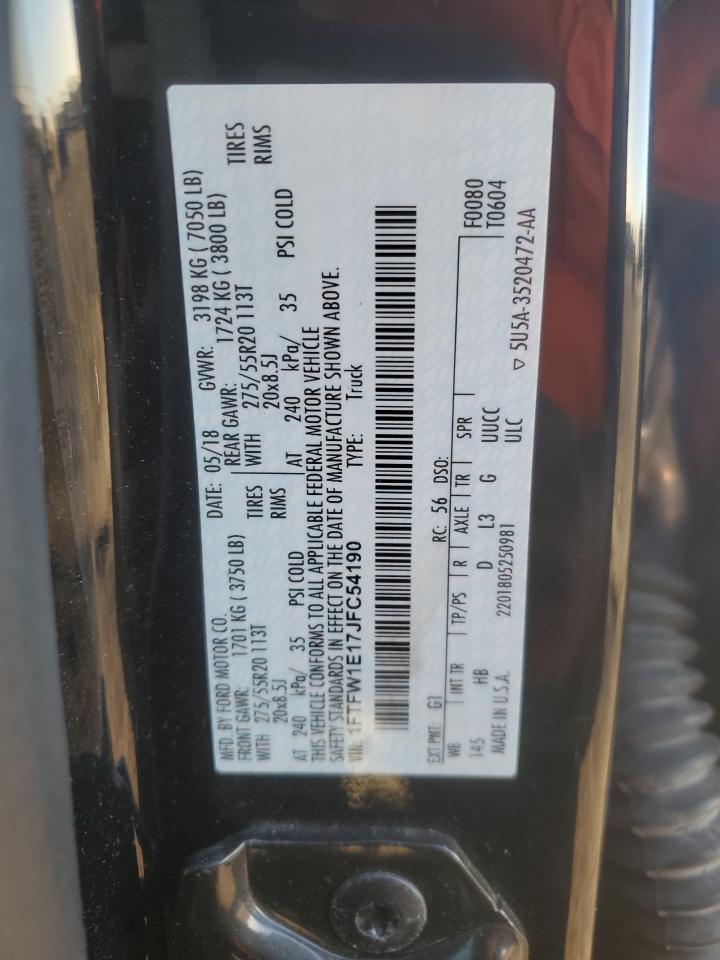 MFD. BY FORD MOTOR CO. DATE: 05/18 GVWR: 3198 KG ( 7050 LB)
FRONT GAWR: 1701 KG ( 3750 LB) REAR GAWR: 1724 KG ( 3800 LB)
WITH 275/55R20 113T TIRES WITH 275/55R20 113T TIRES
20x8.5J RIMS 20x8.5J RIMS
AT 240 kPa/ 35 PSI COLD AT 240 kPa/ 35 PSI COLD
THIS VEHICLE CONFORMS TO ALL APPLICABLE FEDERAL MOTOR VEHICLE
SAFETY STANDARDS IN EFFECT ON THE DATE OF MANUFACTURE SHOWN ABOVE.
VIN: 1FTFW1E17JFC54190 TYPE: Truck
EXT PNT: G1 RC: 56 DSO: F0080
WB INT TR TP/PS R AXLE TR SPR T0604
145 HB D L3 G UUCC
MADE IN U.S.A. 2201805250981 ULC ▽ 5U5A-3520472-AA